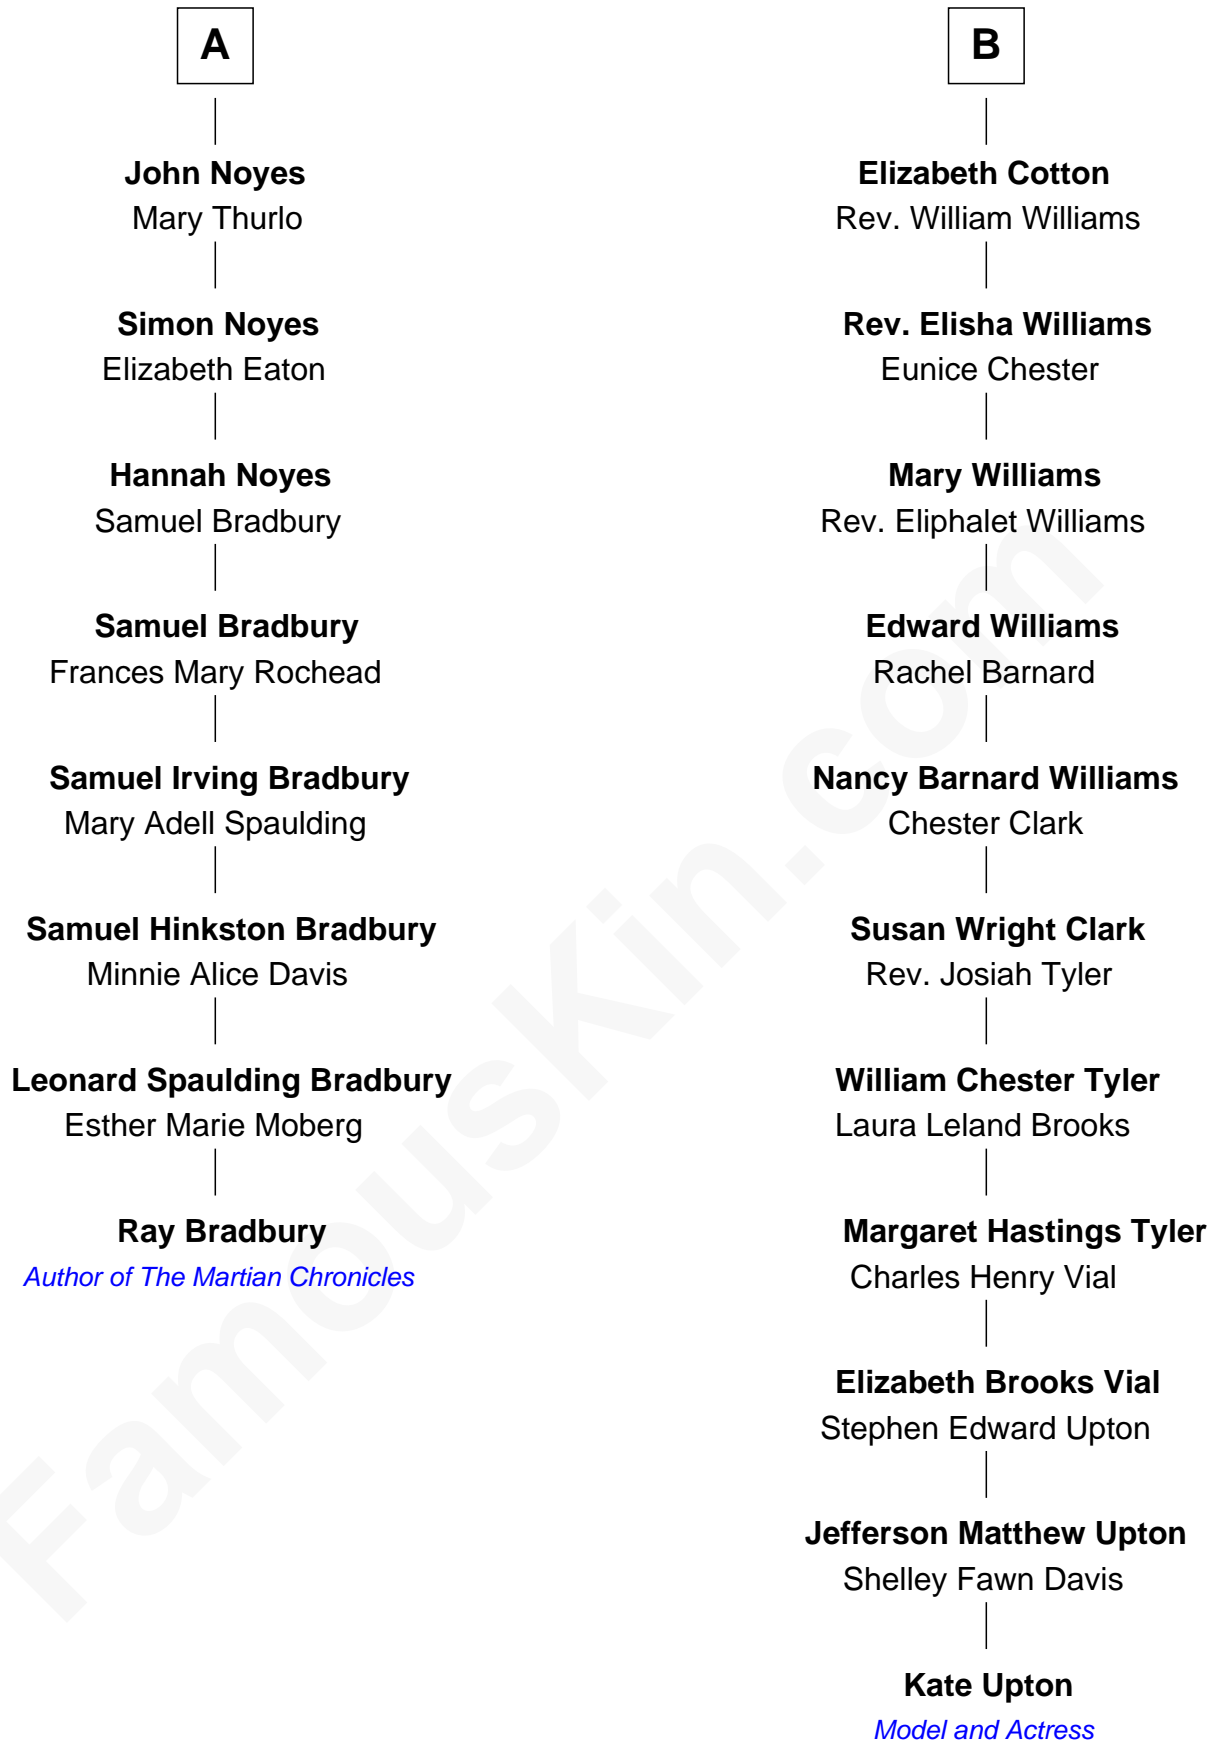 A
John Noyes
Mary Thurlo
Simon Noyes
Elizabeth Eaton
Hannah Noyes
Samuel Bradbury
Samuel Bradbury
Frances Mary Rochead
Samuel Irving Bradbury
Mary Adell Spaulding
Samuel Hinkston Bradbury
Minnie Alice Davis
Leonard Spaulding Bradbury
Esther Marie Moberg
Ray Bradbury
Author of The Martian Chronicles
B
Elizabeth Cotton
Rev. William Williams
Rev. Elisha Williams
Eunice Chester
Mary Williams
Rev. Eliphalet Williams
Edward Williams
Rachel Barnard
Nancy Barnard Williams
Chester Clark
Susan Wright Clark
Rev. Josiah Tyler
William Chester Tyler
Laura Leland Brooks
Margaret Hastings Tyler
Charles Henry Vial
Elizabeth Brooks Vial
Stephen Edward Upton
Jefferson Matthew Upton
Shelley Fawn Davis
Kate Upton
Model and Actress
FamousKin.com